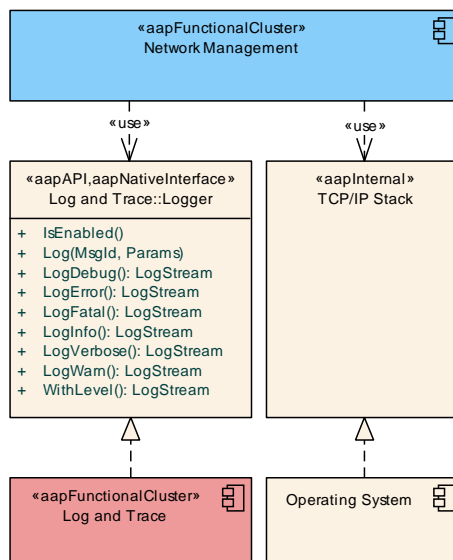 «aapFunctionalCluster»
Network Management
«use»
«use»
«aapAPI,aapNativeInterface»
Log and Trace::Logger
+ IsEnabled()
+ Log(MsgId, Params)
+ LogDebug(): LogStream
+ LogError(): LogStream
+ LogFatal(): LogStream
+ LogInfo(): LogStream
+ LogVerbose(): LogStream
+ LogWarn(): LogStream
+ WithLevel(): LogStream
«aapInternal»
TCP/IP Stack
«aapFunctionalCluster»
Log and Trace
Operating System